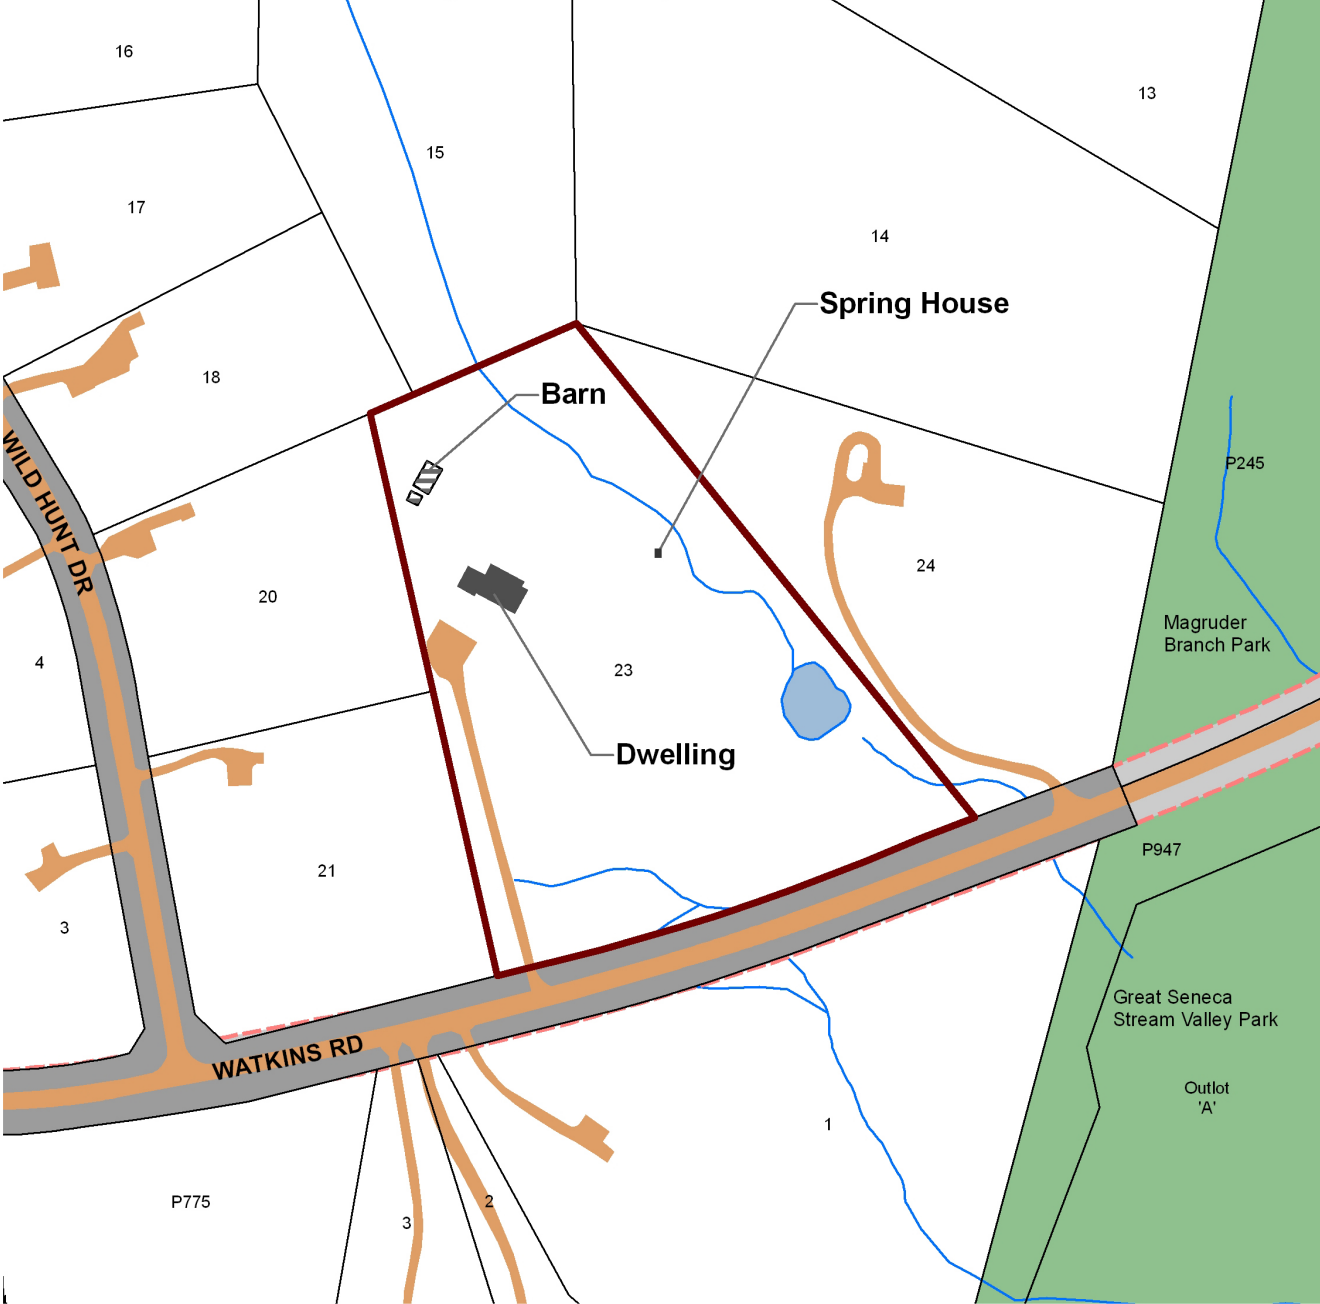 16
13
15
17
14
Spring House
18
Barn
P245
WILD HUNT DR
24
20
Magruder
Branch Park
4
23
Dwelling
P947
21
3
Great Seneca
Stream Valley Park
WATKINS RD
Outlot
'A'
1
P775
2
3